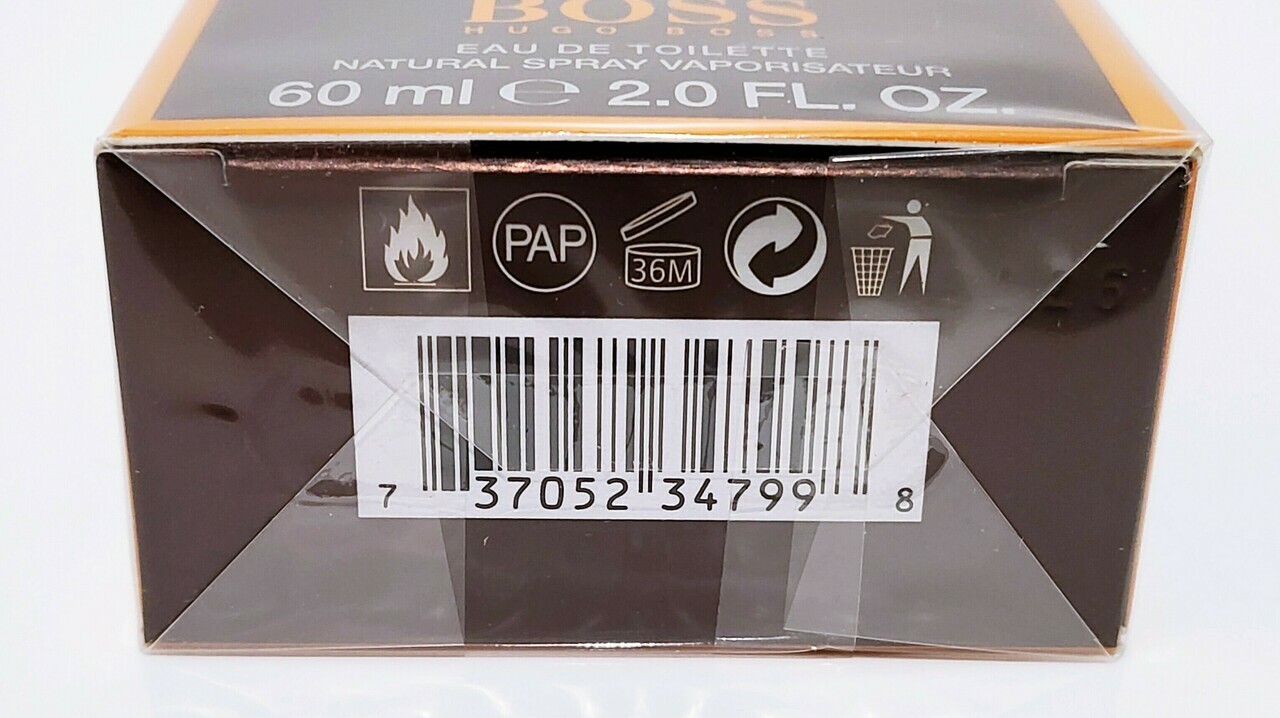 BOSS
HUGO BOSS
EAU DE TOILETTE
NATURAL SPRAY VAPORISATEUR
60 ml ℮ 2.0 FL. OZ.
PAP
36M
7 37052 34799 8